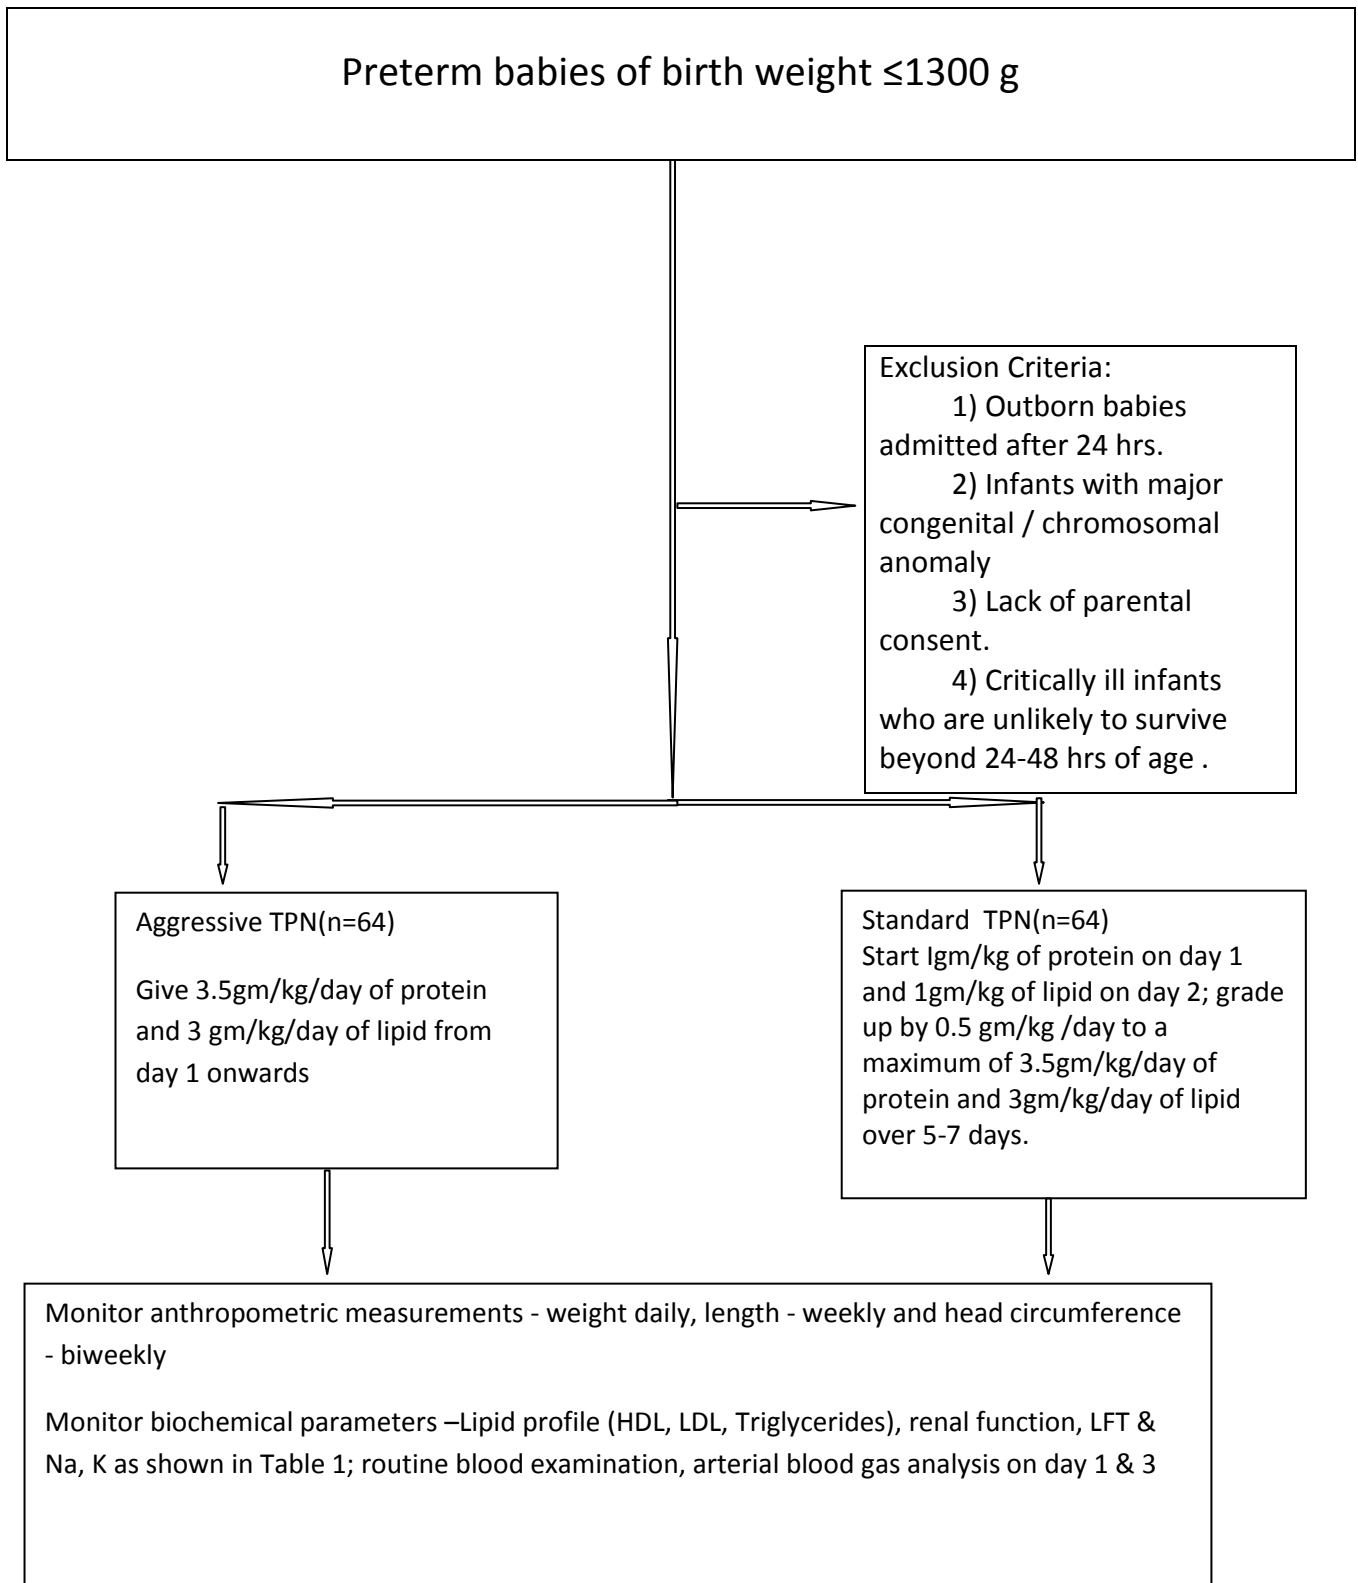 Preterm babies of birth weight ≤1300 g
Exclusion Criteria:
1) Outborn babies
admitted after 24 hrs.
2) Infants with major
congenital / chromosomal
anomaly
3) Lack of parental
consent.
4) Critically ill infants
who are unlikely to survive
beyond 24-48 hrs of age .
Aggressive TPN(n=64)
Give 3.5gm/kg/day of protein
and 3 gm/kg/day of lipid from
day 1 onwards
Standard  TPN(n=64)
Start Igm/kg of protein on day 1
and 1gm/kg of lipid on day 2; grade
up by 0.5 gm/kg /day to a
maximum of 3.5gm/kg/day of
protein and 3gm/kg/day of lipid
over 5-7 days.
Monitor anthropometric measurements - weight daily, length - weekly and head circumference
- biweekly
Monitor biochemical parameters –Lipid profile (HDL, LDL, Triglycerides), renal function, LFT &
Na, K as shown in Table 1; routine blood examination, arterial blood gas analysis on day 1 & 3